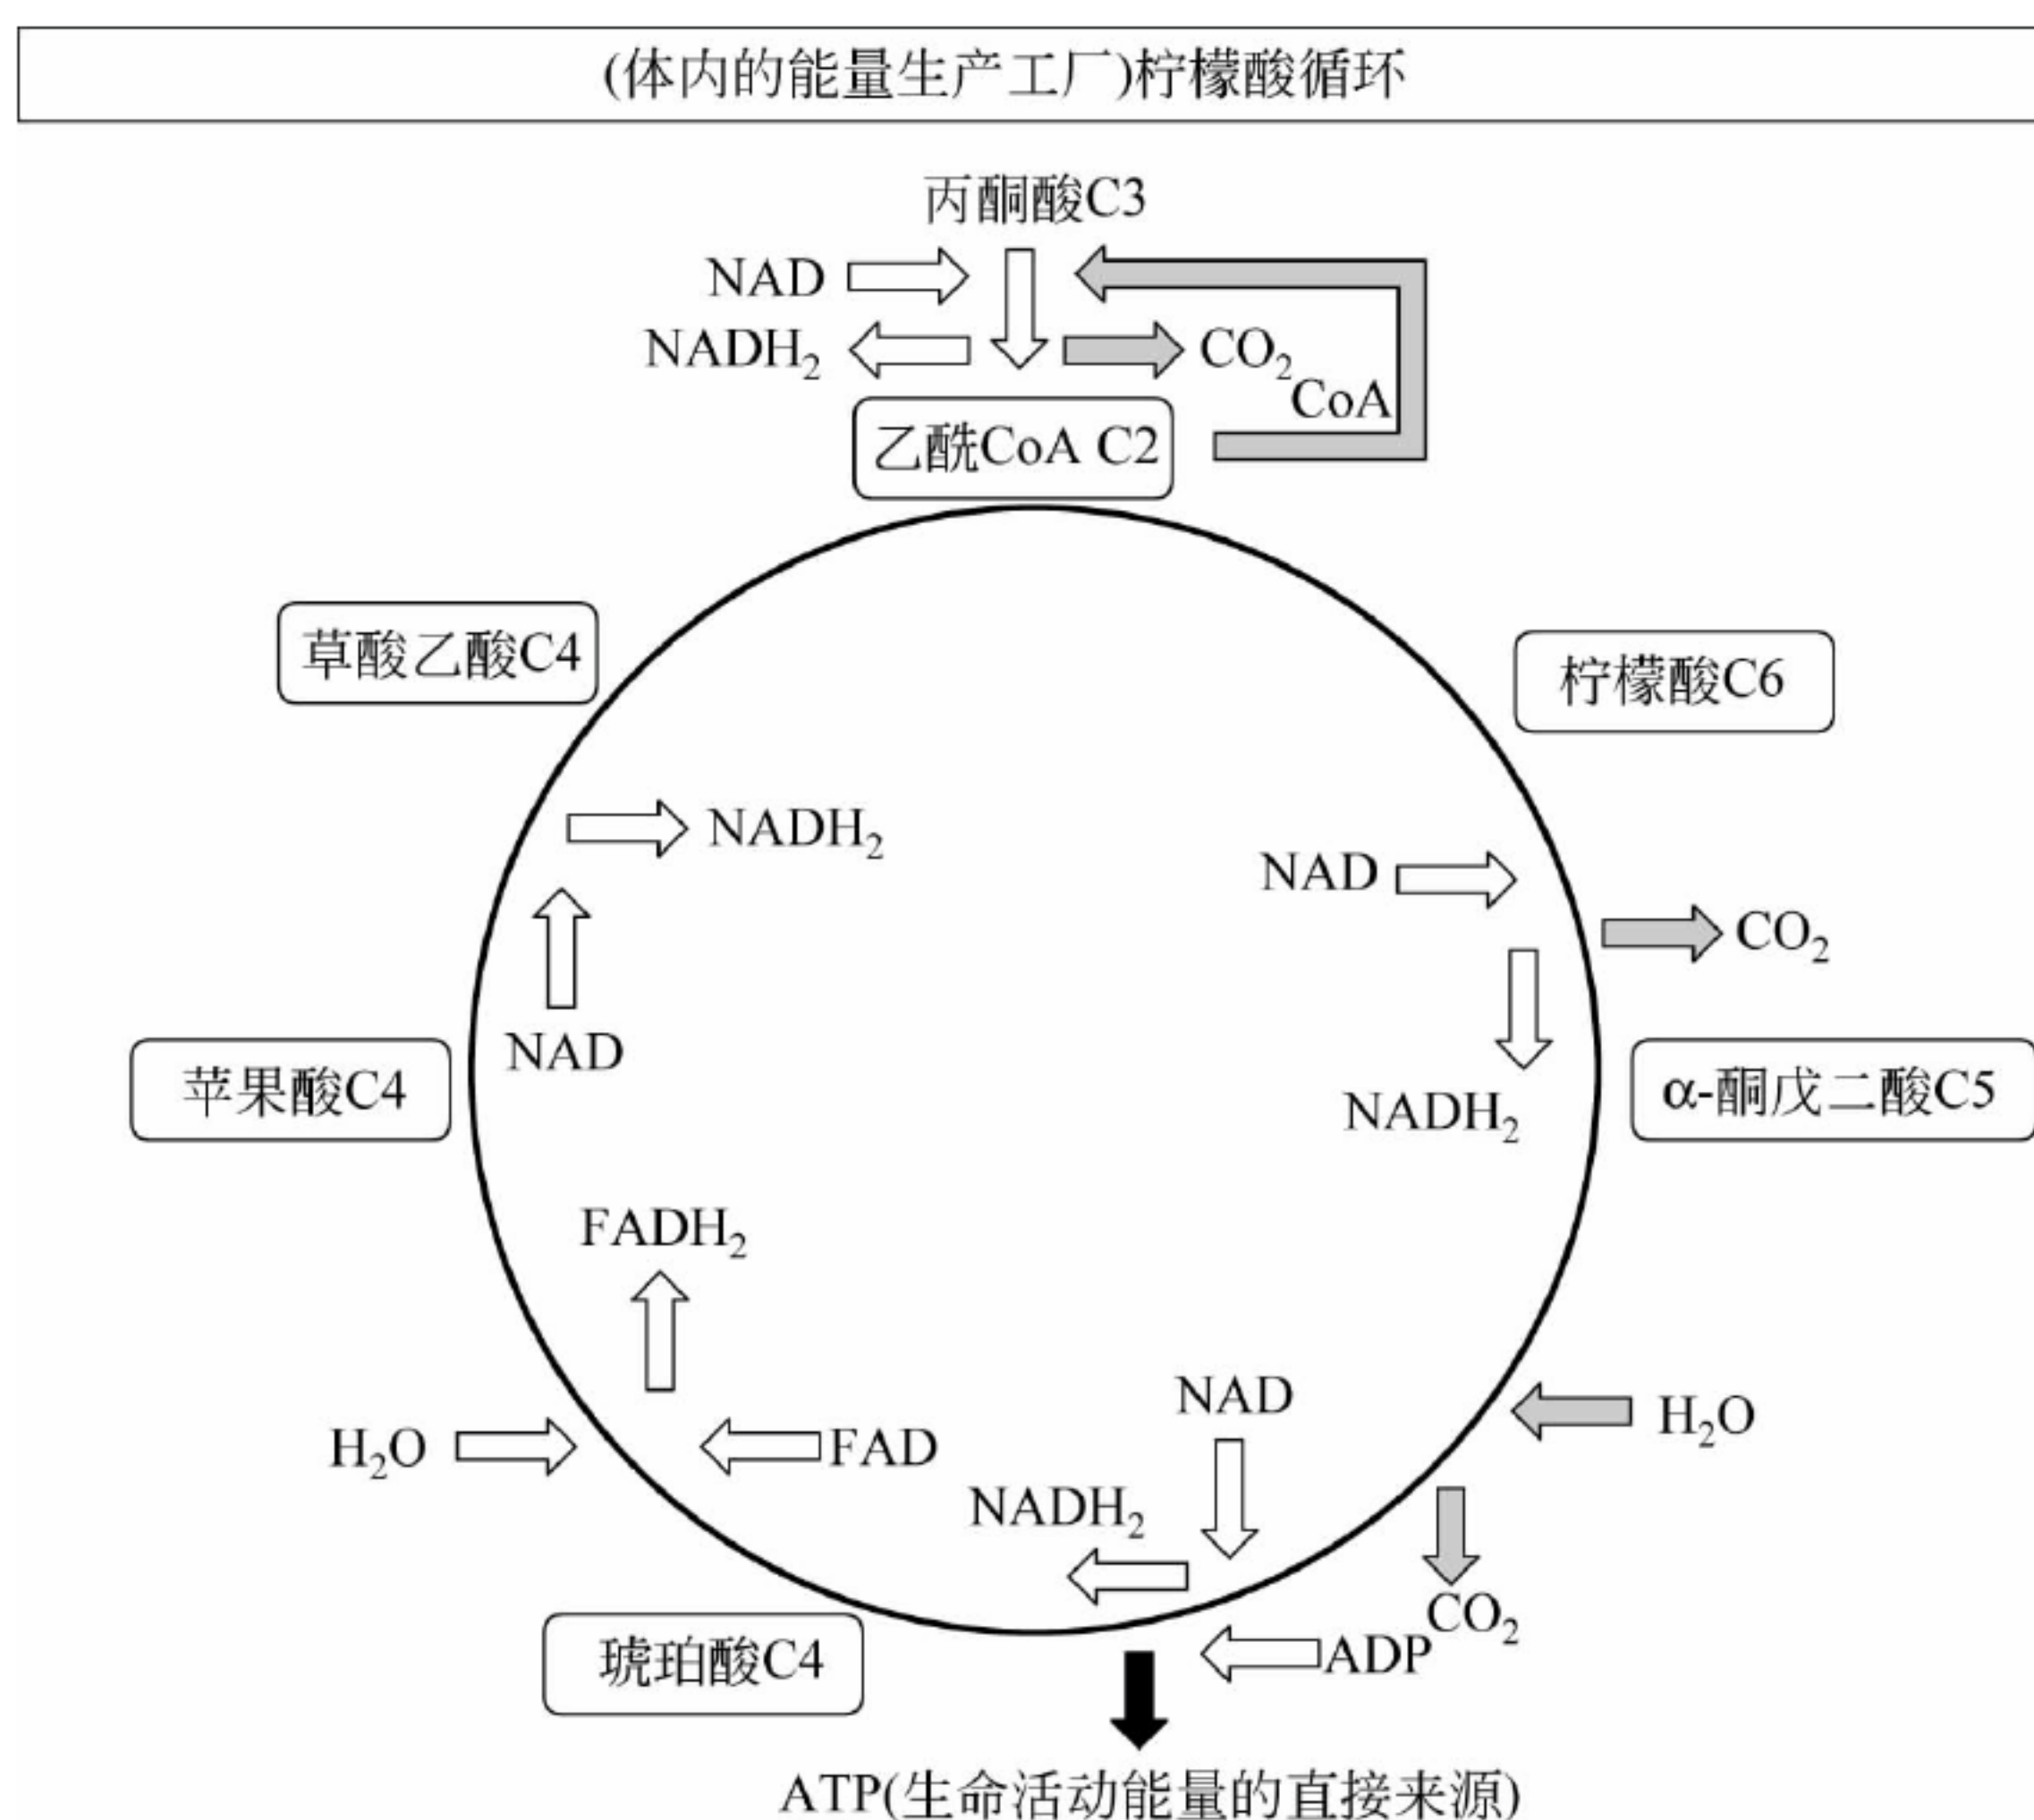 (体内的能量生产工厂)柠檬酸循环
丙酮酸C3
NAD
NADH₂
CO₂
CoA
乙酰CoA C2
草酸乙酸C4
柠檬酸C6
NADH₂
NAD
CO₂
NAD
苹果酸C4
α-酮戊二酸C5
NADH₂
FADH₂
NAD
H₂O
H₂O
FAD
NADH₂
CO₂
琥珀酸C4
ADP
ATP(生命活动能量的直接来源)